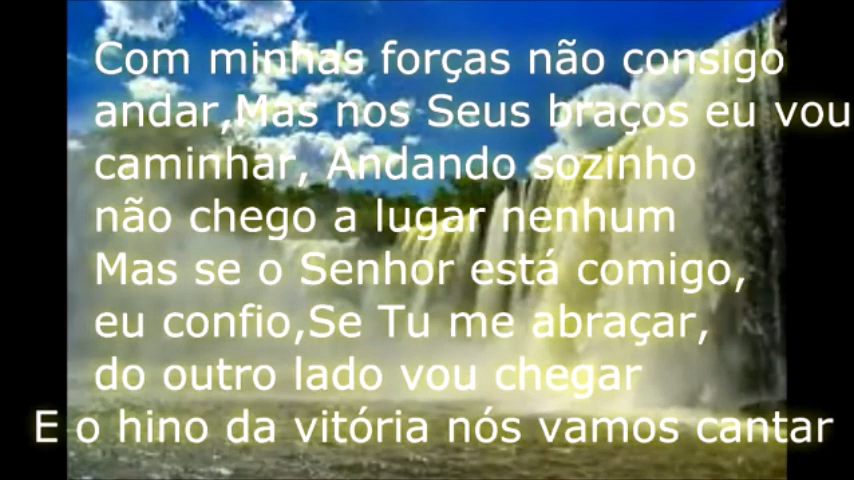 Com minhas forças não consigo
andar,Mas nos Seus braços eu vou
caminhar, Andando sozinho
não chego a lugar nenhum
Mas se o Senhor está comigo,
eu confio,Se Tu me abraçar,
do outro lado vou chegar
E o hino da vitória nós vamos cantar